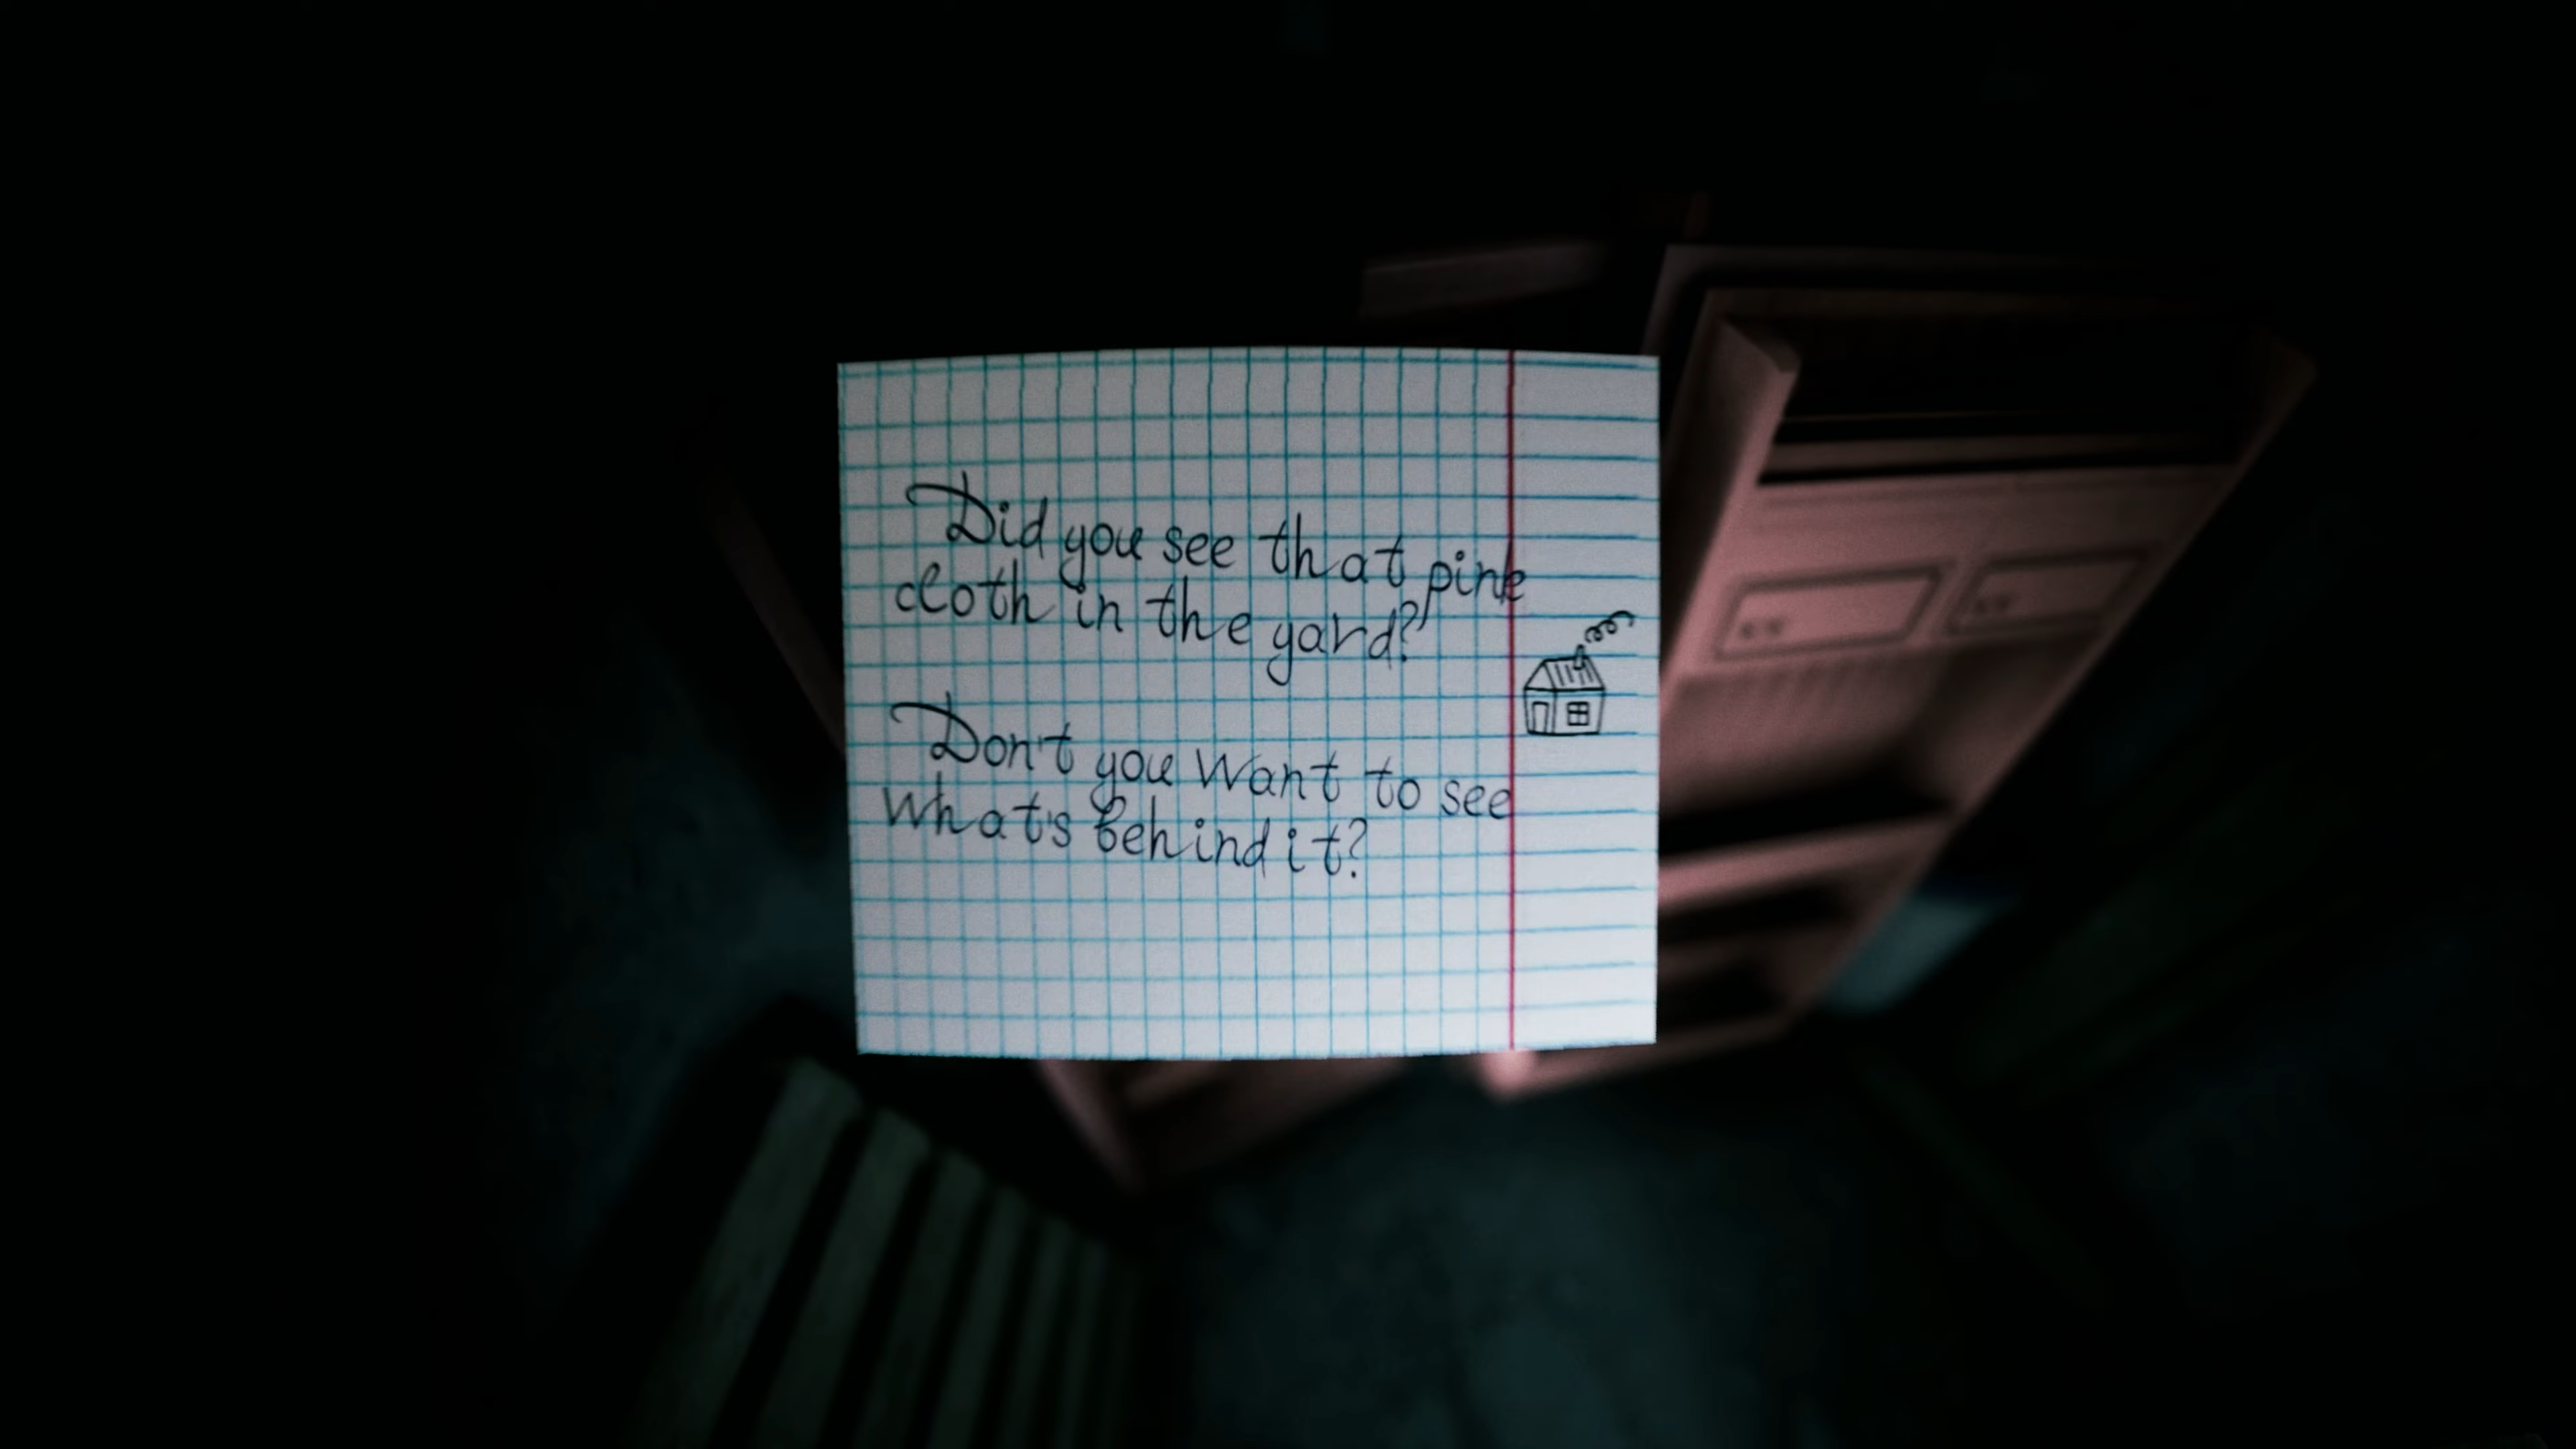 Did you see that pink
cloth in the yard?
Don't you want to see
what's behind it?